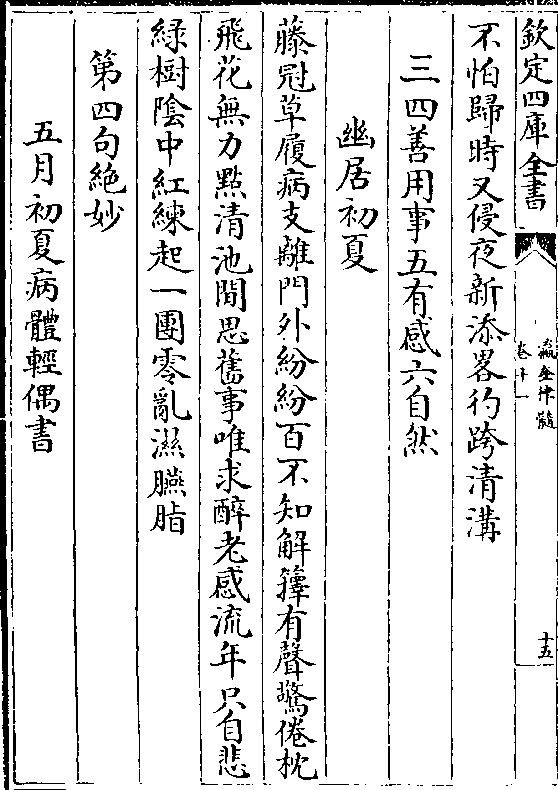 欽定四庫全書
瀛奎律髓
卷十一
十五
不怕歸時又侵夜新添畧彴跨清溝
三四善用事五有感六自然
幽居初夏
藤冠草履病支離門外紛紛百不知解籜有聲驚倦枕
飛花無力點清池閒思舊事唯求醉老感流年只自悲
綠樹陰中紅練起一團零亂濕臙脂
第四句絶妙
五月初夏病體輕偶書